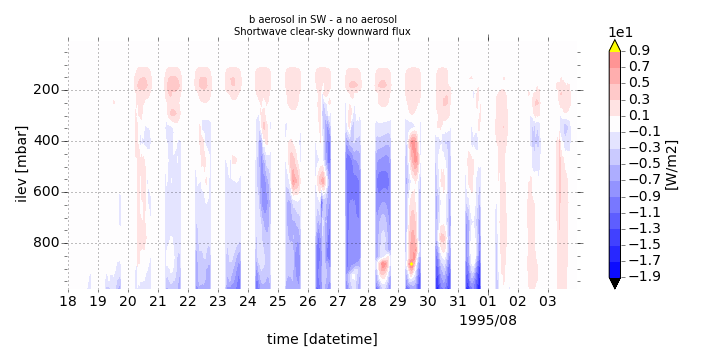 b aerosol in SW - a no aerosol
Shortwave clear-sky downward flux
1e1
0.9
0.7
0.5
0.3
0.1
−0.1
−0.3
−0.5
−0.7
−0.9
−1.1
−1.3
−1.5
−1.7
−1.9
[W/m2]
ilev [mbar]
200
400
600
800
18 19 20 21 22 23 24 25 26 27 28 29 30 31 01 02 03
1995/08
time [datetime]